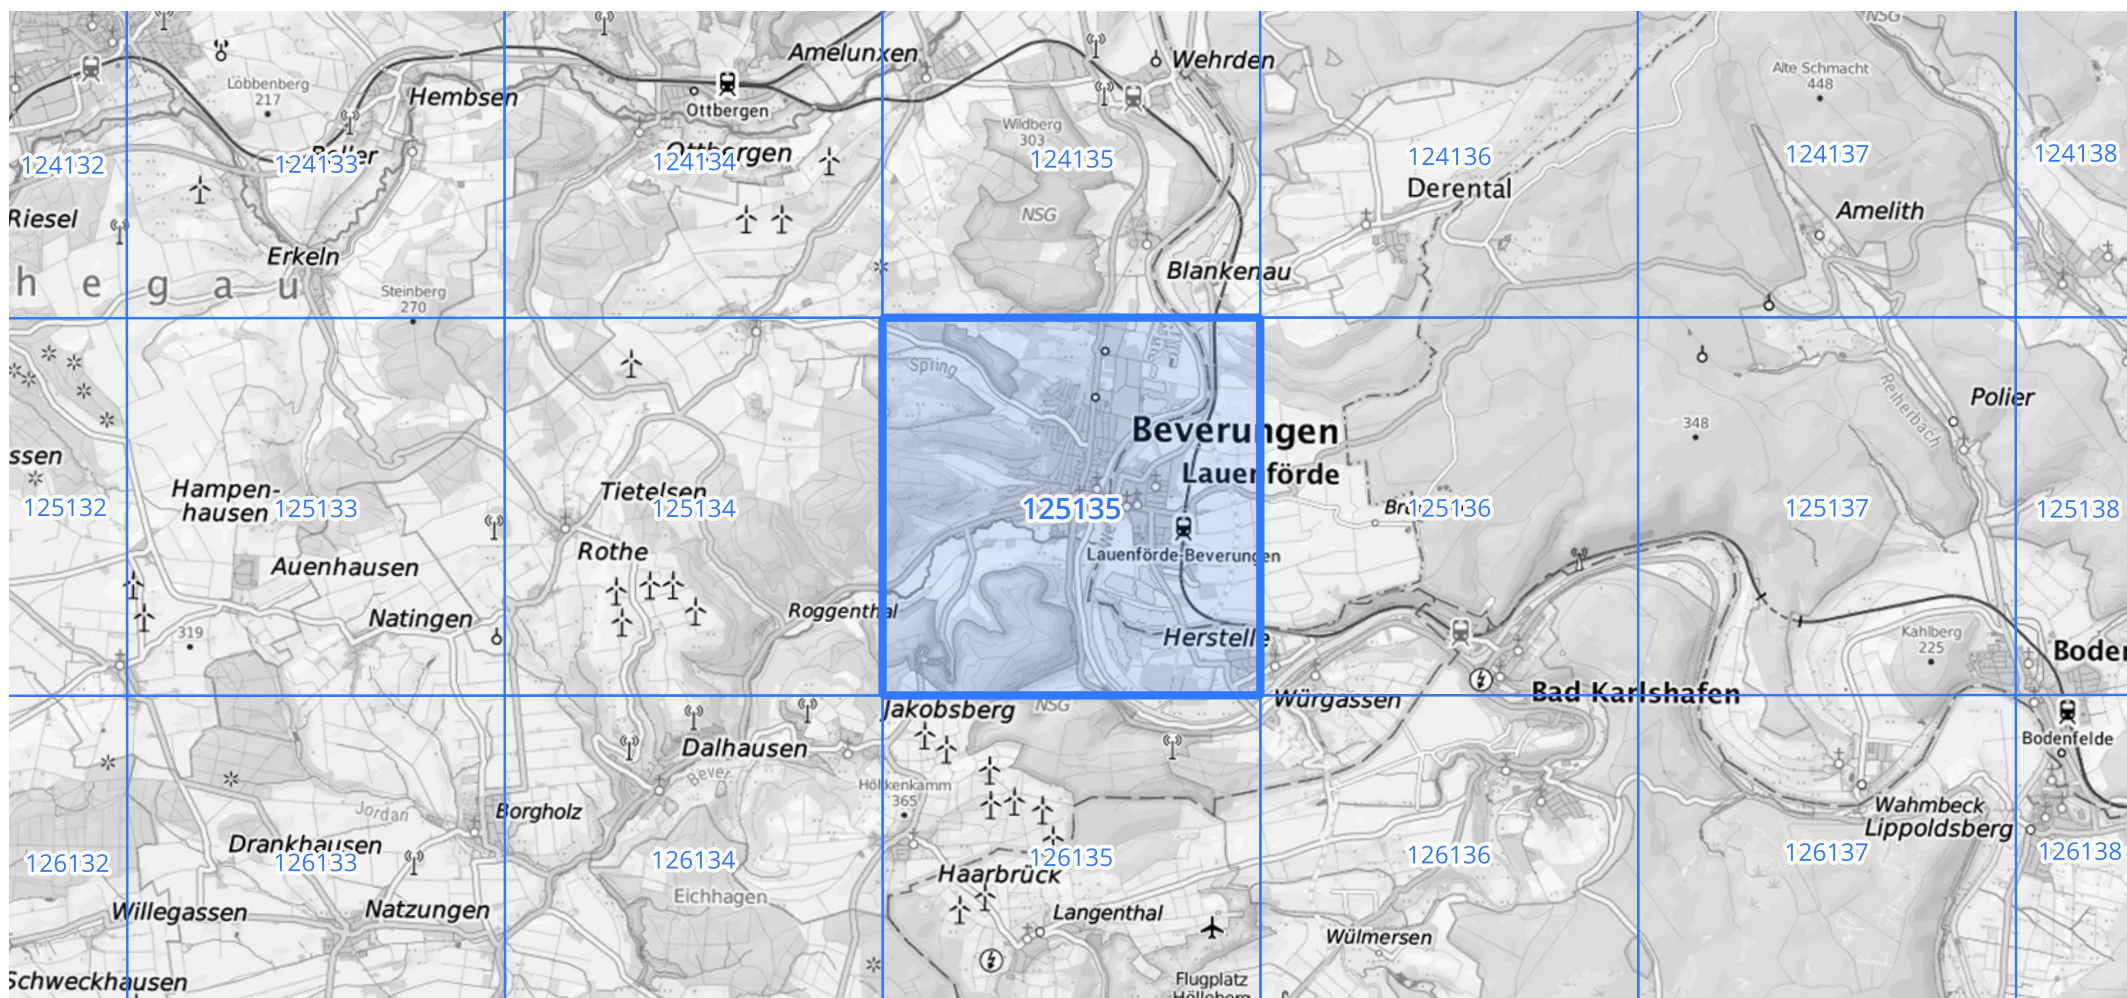 NSG
Amelunxen
Wehrden
Löbbenberg
217
Hembsen
Ottbergen
Alte Schmacht
448
Wildberg
303
Ottbergen
124132
124133
124134
124135
124136
124137
124138
Derental
Riesel
NSG
Amelith
Erkeln
Blankenau
h e g a u
Steinberg
270
Spring
Reiherbach
Polier
348
Beverungen
Lauenförde
ssen
Hampen-
hausen
Tietelsen
125132
125133
125134
125135
125136
125137
125138
Rothe
Lauenförde-Beverungen
Auenhausen
Natingen
Roggenthal
319
Herstelle
Kahlberg
225
Boden
Würgassen
Bad Karlshafen
Jakobsberg
NSG
Dalhausen
Bever
Bodenfelde
365
Jordan
Borgholz
Wahmbeck
Lippoldsberg
Drankhausen
126132
126133
126134
126135
126136
126137
126138
Haarbrück
Eichhagen
Willegassen
Natzungen
Langenthal
Wülmersen
Schweckhausen
Flugplatz
Hölleberg